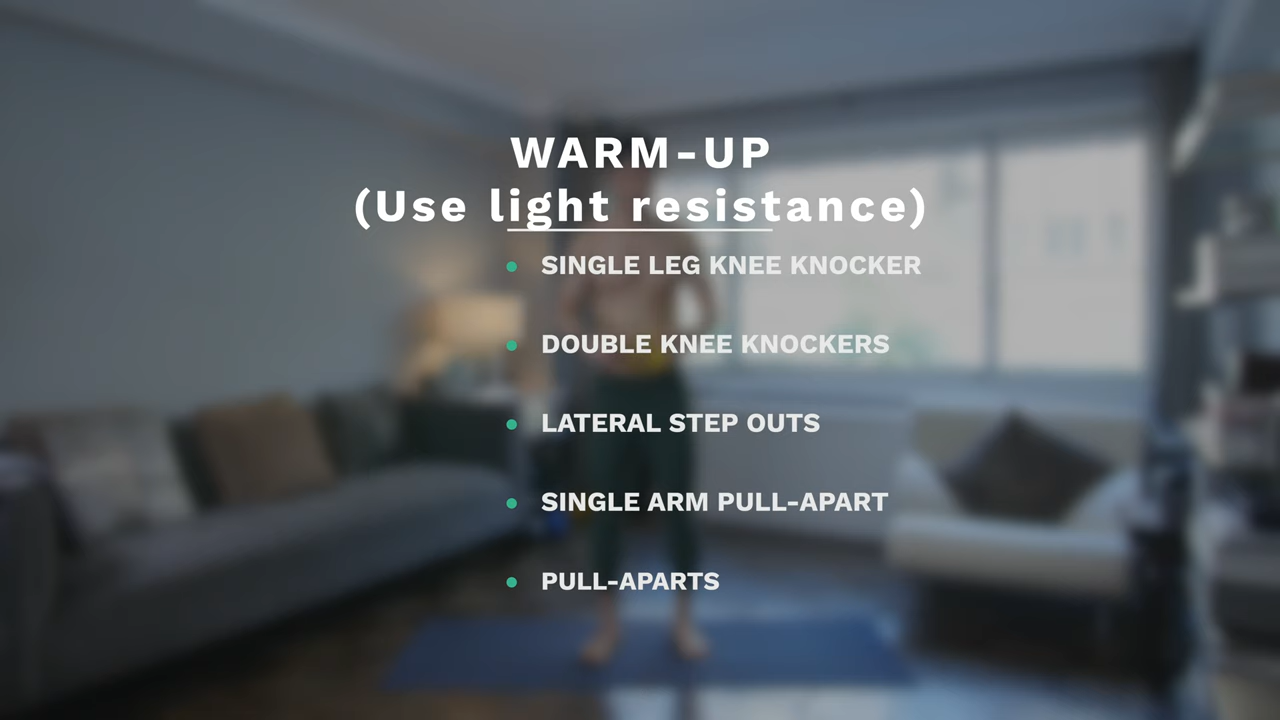 WARM-UP
(Use light resistance)
SINGLE LEG KNEE KNOCKER
DOUBLE KNEE KNOCKERS
LATERAL STEP OUTS
SINGLE ARM PULL-APART
PULL-APARTS